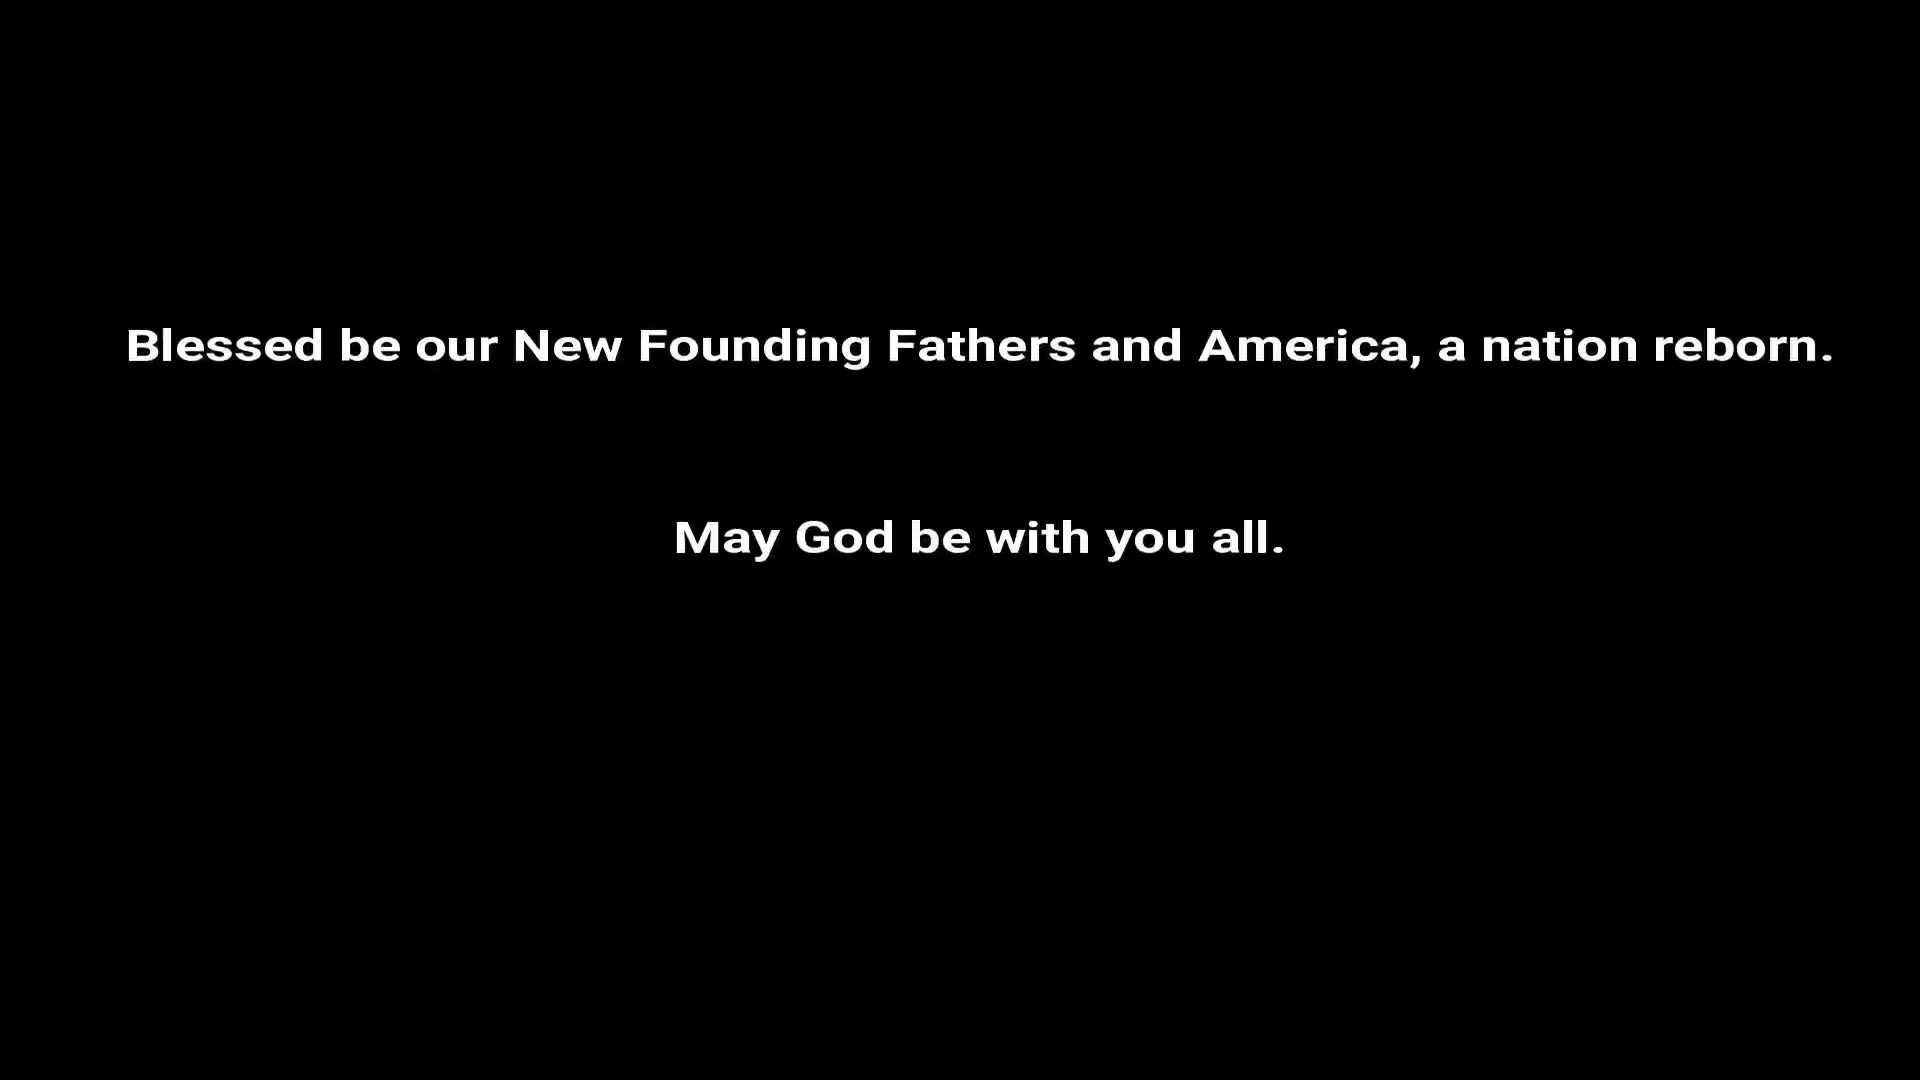 Blessed be our New Founding Fathers and America, a nation reborn.
May God be with you all.